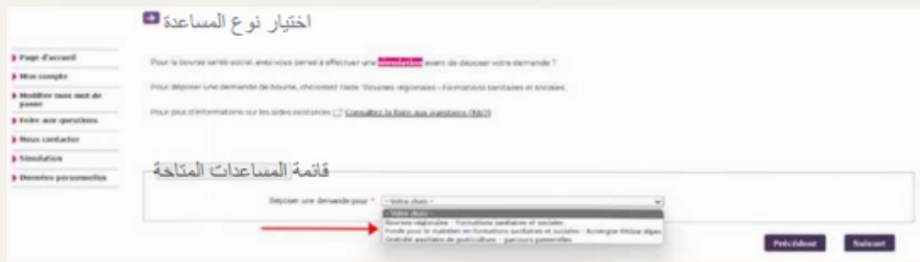 اختيار نوع المساعدة
Page d'accueil
Mon compte
Modifier mon mot de
passe
Foire aux questions
Nous contacter
Simulation
Données personnelles
Pour la bourse santé-social, avez-vous pensé à effectuer une simulation avant de déposer votre demande ?
Pour déposer une demande de bourse, choisissez l'aide "Bourses régionales - Formations sanitaires et sociales.
Pour plus d'informations sur les aides existantes Consultez la foire aux questions (FAQ)
قائمة المساعدات المتاحة
Déposer une demande pour * - Votre choix -
- Votre choix -
Bourses régionales - Formations sanitaires et sociales
Fonds pour le maintien en formations sanitaires et sociales - Auvergne Rhône Alpes
Gratuité auxiliaire de puériculture - parcours passerelles
Précédent Suivant